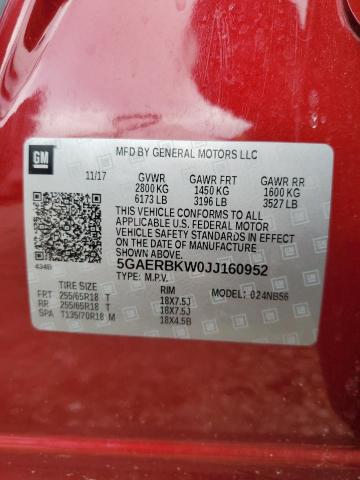 GM
MFD BY GENERAL MOTORS LLC
11/17 GVWR GAWR FRT GAWR RR
2800 KG 1450 KG 1600 KG
6173 LB 3196 LB 3527 LB
THIS VEHICLE CONFORMS TO ALL
APPLICABLE U.S. FEDERAL MOTOR
VEHICLE SAFETY STANDARDS IN EFFECT
ON THE DATE OF MANUFACTURE
SHOWN ABOVE.
5GAERBKW0JJ160952
TYPE: M.P.V.
434B
MODEL: 024NB56
TIRE SIZE RIM
FRT 255/65R18 T 18X7.5J
RR 255/65R18 T 18X7.5J
SPA T135/70R18 M 18X4.5B